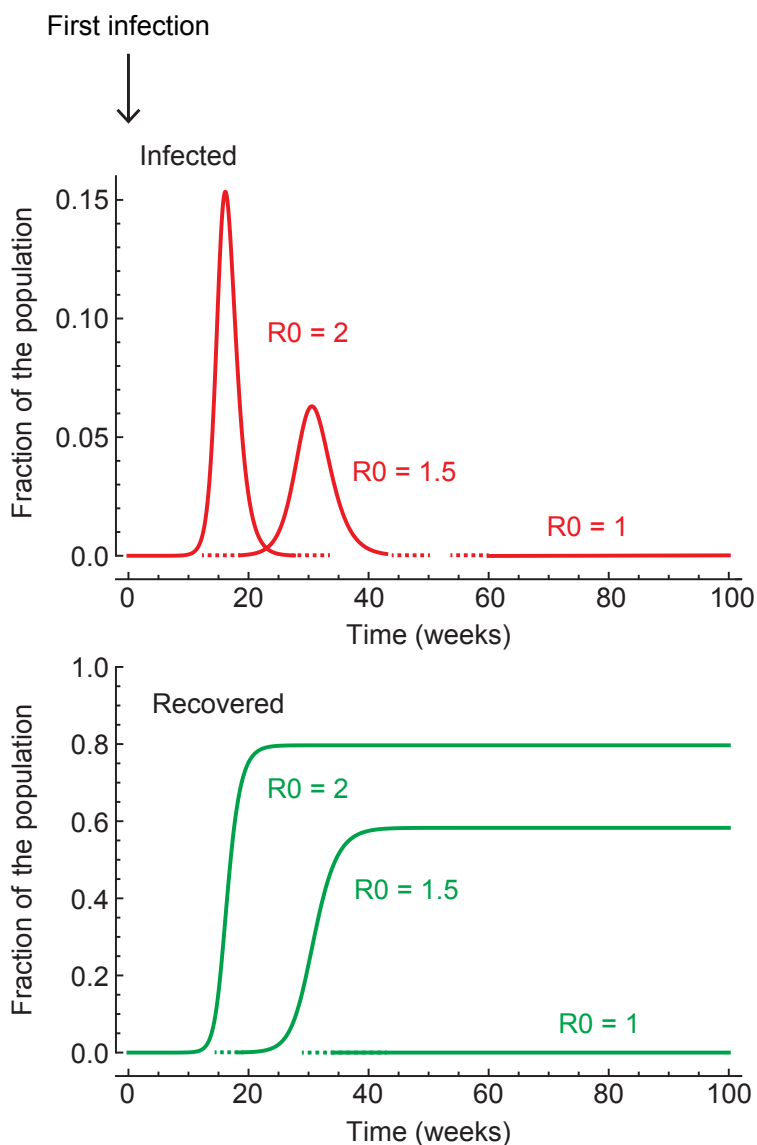 First infection
Infected
Fraction of the population
0.15
0.10
0.05
0.0
R0 = 2
R0 = 1.5
R0 = 1
0 20 40 60 80 100
Time (weeks)
Recovered
Fraction of the population
1.0
0.8
0.6
0.4
0.2
0.0
R0 = 2
R0 = 1.5
R0 = 1
0 20 40 60 80 100
Time (weeks)